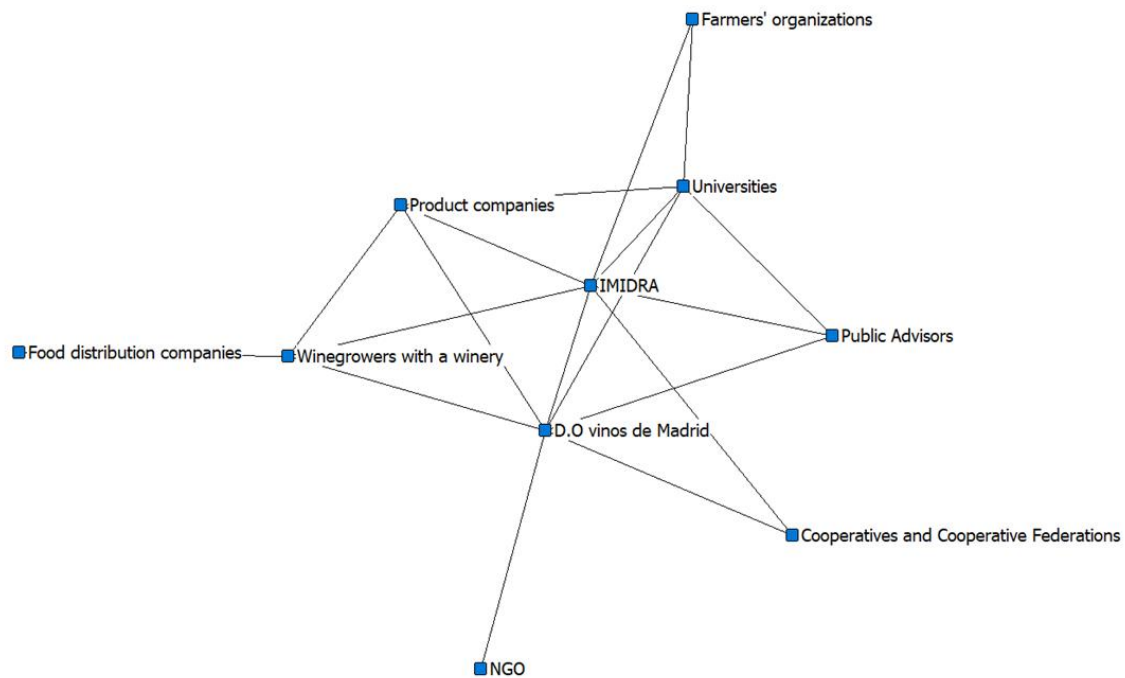 Farmers' organizations
Universities
Product companies
IMIDRA
Public Advisors
Food distribution companies
Winegrowers with a winery
D.O vinos de Madrid
Cooperatives and Cooperative Federations
NGO